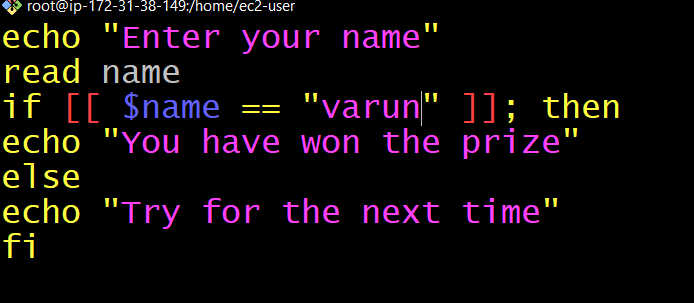 root@ip-172-31-38-149:/home/ec2-user
echo "Enter your name"
read name
if [[ $name == "varun" ]]; then
echo "You have won the prize"
else
echo "Try for the next time"
fi